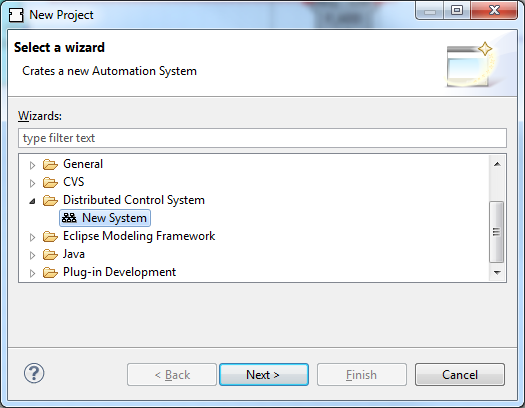 New Project
Select a wizard
Crates a new Automation System
Wizards:
type filter text
General
CVS
Distributed Control System
New System
Eclipse Modeling Framework
Java
Plug-in Development
?
< Back
Next >
Finish
Cancel